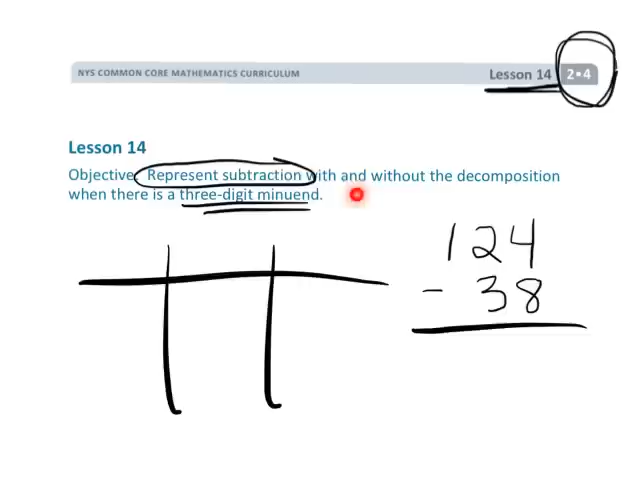 NYS COMMON CORE MATHEMATICS CURRICULUM Lesson 14 2•4
Lesson 14
Objective: Represent subtraction with and without the decomposition
when there is a three-digit minuend.
124
- 38